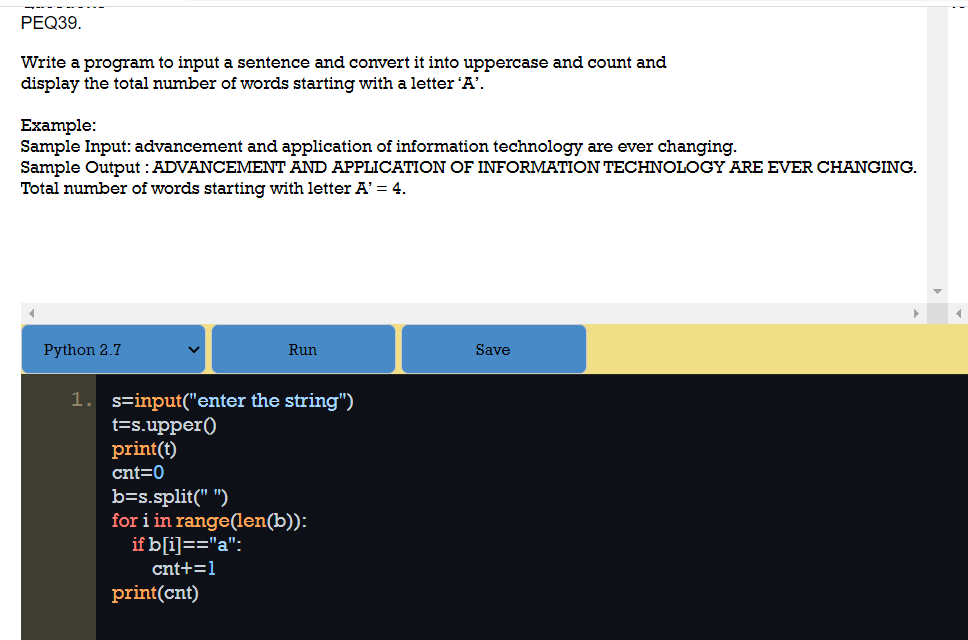 PEQ39.
Write a program to input a sentence and convert it into uppercase and count and
display the total number of words starting with a letter ‘A’.
Example:
Sample Input: advancement and application of information technology are ever changing.
Sample Output : ADVANCEMENT AND APPLICATION OF INFORMATION TECHNOLOGY ARE EVER CHANGING.
Total number of words starting with letter A’ = 4.
Python 2.7 Run Save
1. s=input("enter the string")
t=s.upper()
print(t)
cnt=0
b=s.split(" ")
for i in range(len(b)):
if b[i]=="a":
cnt+=1
print(cnt)